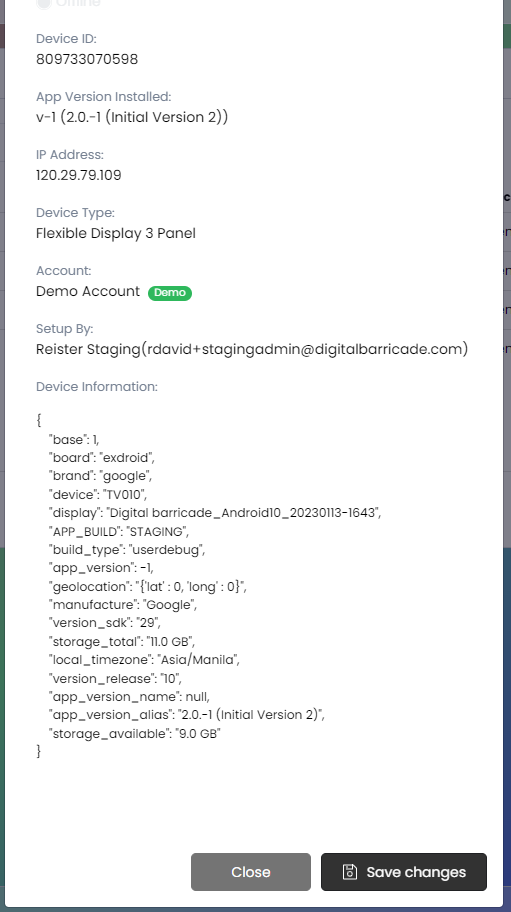 Offline
Device ID:
809733070598
App Version Installed:
v-1 (2.0.-1 (Initial Version 2))
IP Address:
120.29.79.109
Device Type:
Flexible Display 3 Panel
Account:
Demo Account Demo
Setup By:
Reister Staging(rdavid+stagingadmin@digitalbarricade.com)
Device Information:
{
"base": 1,
"board": "exdroid",
"brand": "google",
"device": "TV010",
"display": "Digital barricade_Android10_20230113-1643",
"APP_BUILD": "STAGING",
"build_type": "userdebug",
"app_version": -1,
"geolocation": "{'lat' : 0, 'long' : 0}",
"manufacture": "Google",
"version_sdk": "29",
"storage_total": "11.0 GB",
"local_timezone": "Asia/Manila",
"version_release": "10",
"app_version_name": null,
"app_version_alias": "2.0.-1 (Initial Version 2)",
"storage_available": "9.0 GB"
}
Close Save changes